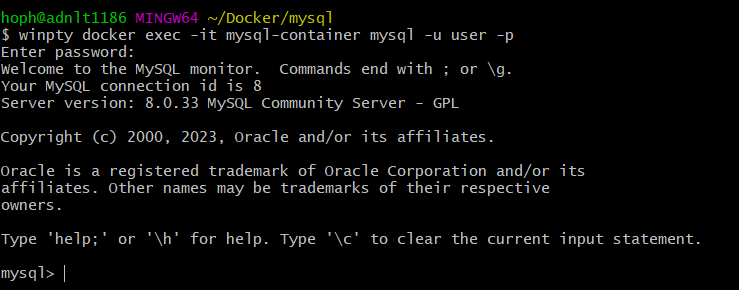 hoph@adnlt1186 MINGW64 ~/Docker/mysql
$ winpty docker exec -it mysql-container mysql -u user -p
Enter password:
Welcome to the MySQL monitor.  Commands end with ; or \g.
Your MySQL connection id is 8
Server version: 8.0.33 MySQL Community Server - GPL
Copyright (c) 2000, 2023, Oracle and/or its affiliates.
Oracle is a registered trademark of Oracle Corporation and/or its
affiliates. Other names may be trademarks of their respective
owners.
Type 'help;' or '\h' for help. Type '\c' to clear the current input statement.
mysql>